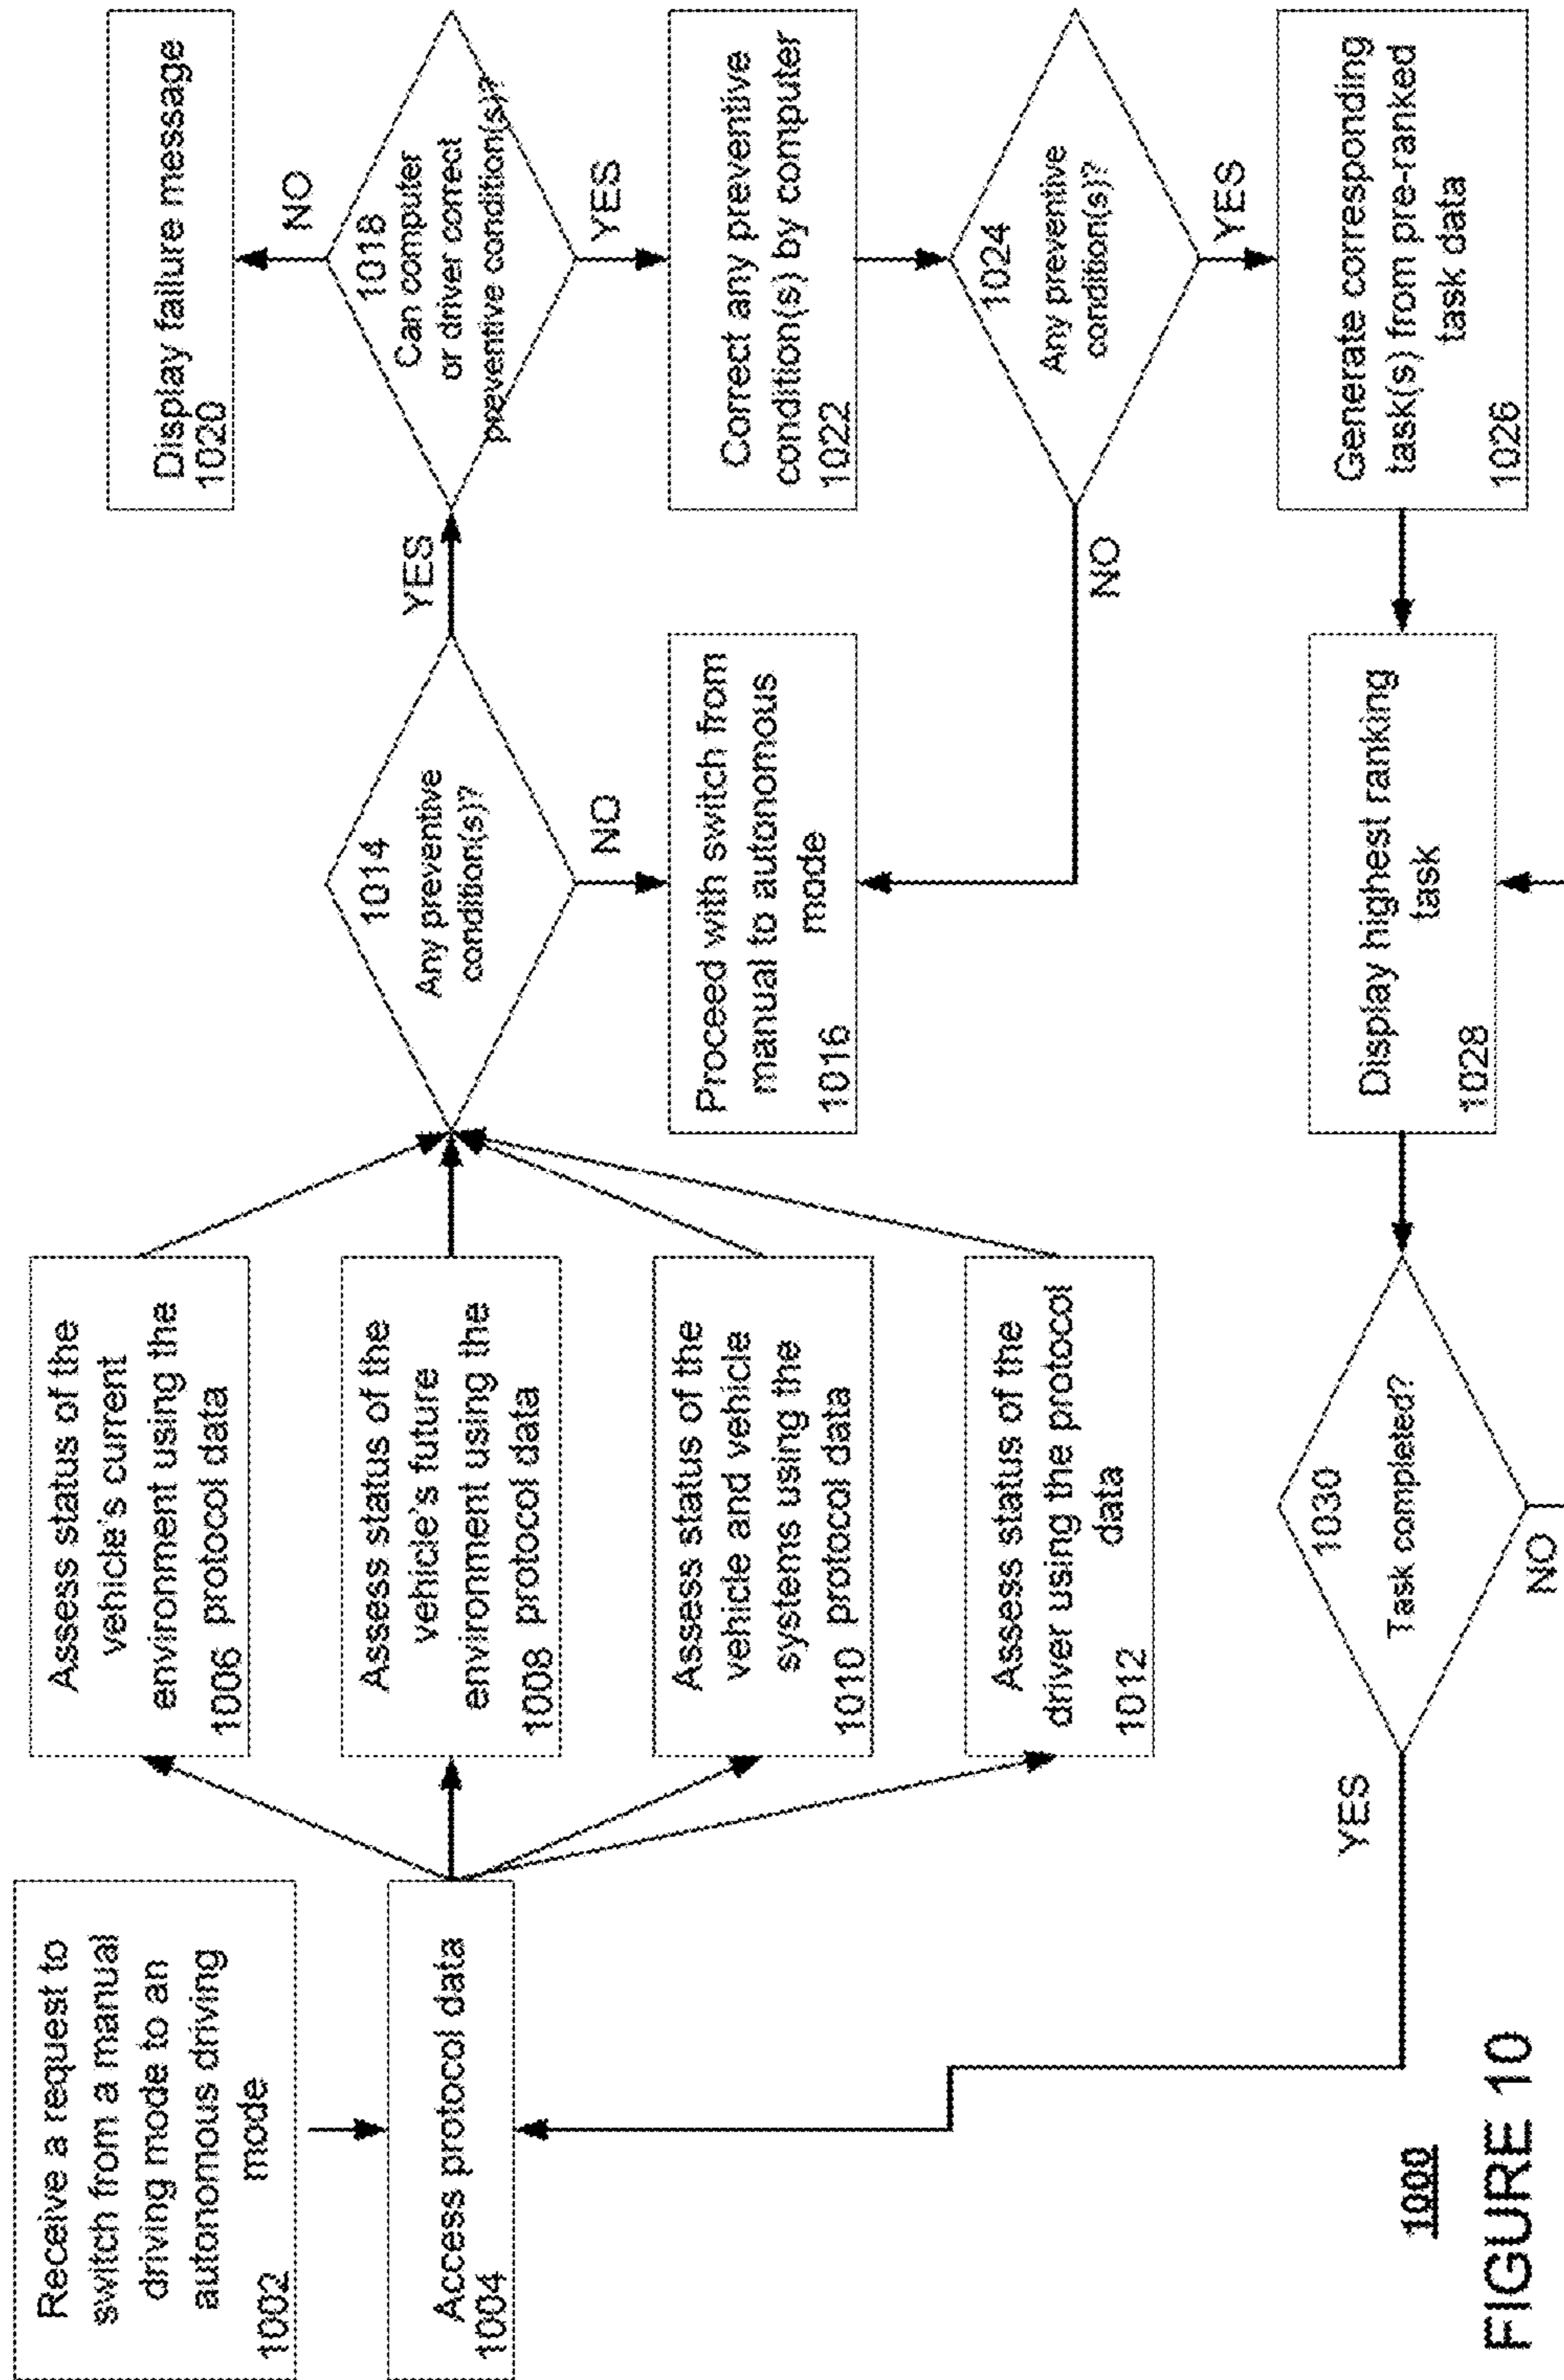 Receive a request to
switch from a manual
driving mode to an
autonomous driving
mode
1002
Access protocol data
1004
Assess status of the
vehicle's current
environment using the
1006 protocol data
Assess status of the
vehicle's future
environment using the
1008 protocol data
Assess status of the
vehicle and vehicle
systems using the
1010 protocol data
Assess status of the
driver using the protocol
data
1012
1014
Any preventive
condition(s)?
YES
NO
Proceed with switch from
manual to autonomous
mode
1016
1018
Can computer
or driver correct
preventive condition(s)?
NO
YES
Display failure message
1020
Correct any preventive
condition(s) by computer
1022
1024
Any preventive
condition(s)?
NO
YES
Generate corresponding
task(s) from pre-ranked
task data
1026
Display highest ranking
task
1028
1030
Task completed?
YES
NO
1000
FIGURE 10